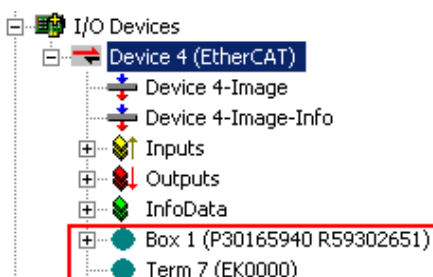 I/O Devices
Device 4 (EtherCAT)
Device 4-Image
Device 4-Image-Info
Inputs
Outputs
InfoData
Box 1 (P30165940 R59302651)
Term 7 (EK0000)